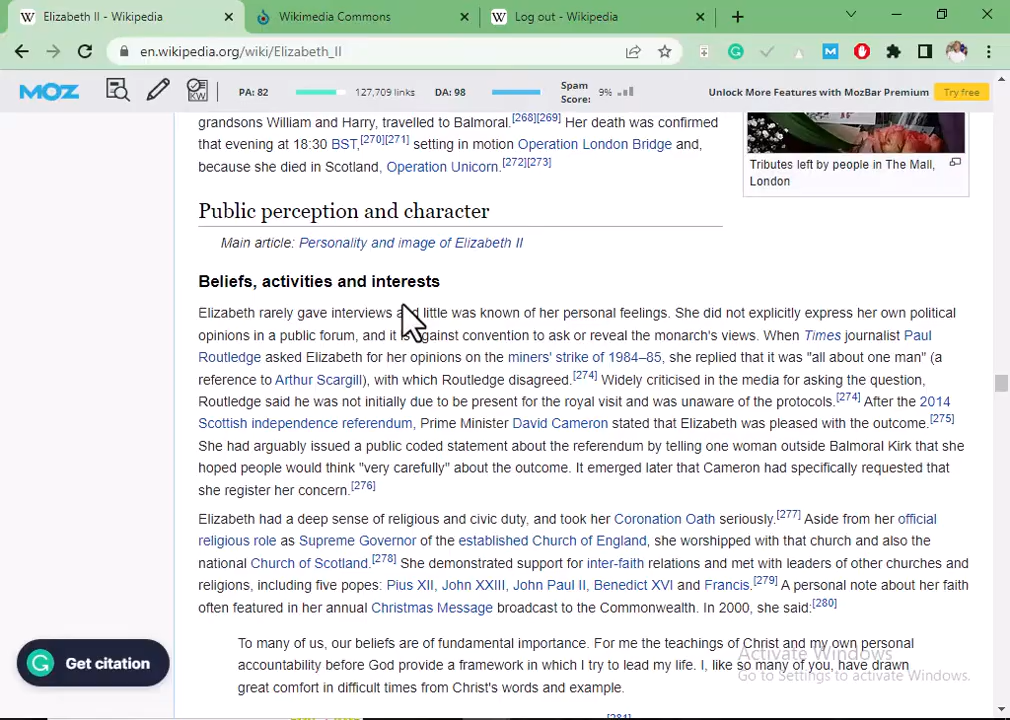 Elizabeth II - Wikipedia
Wikimedia Commons
Log out - Wikipedia
en.wikipedia.org/wiki/Elizabeth_II
MOZ
KW
PA: 82
127,709 links
DA: 98
Spam Score: 9%
Unlock More Features with MozBar Premium
Try free
grandsons William and Harry, travelled to Balmoral.[268][269] Her death was confirmed
that evening at 18:30 BST,[270][271] setting in motion Operation London Bridge and,
because she died in Scotland, Operation Unicorn.[272][273]
Tributes left by people in The Mall,
London
Public perception and character
Main article: Personality and image of Elizabeth II
Beliefs, activities and interests
Elizabeth rarely gave interviews and little was known of her personal feelings. She did not explicitly express her own political
opinions in a public forum, and it is against convention to ask or reveal the monarch's views. When Times journalist Paul
Routledge asked Elizabeth for her opinions on the miners' strike of 1984–85, she replied that it was "all about one man" (a
reference to Arthur Scargill), with which Routledge disagreed.[274] Widely criticised in the media for asking the question,
Routledge said he was not initially due to be present for the royal visit and was unaware of the protocols.[274] After the 2014
Scottish independence referendum, Prime Minister David Cameron stated that Elizabeth was pleased with the outcome.[275]
She had arguably issued a public coded statement about the referendum by telling one woman outside Balmoral Kirk that she
hoped people would think "very carefully" about the outcome. It emerged later that Cameron had specifically requested that
she register her concern.[276]
Elizabeth had a deep sense of religious and civic duty, and took her Coronation Oath seriously.[277] Aside from her official
religious role as Supreme Governor of the established Church of England, she worshipped with that church and also the
national Church of Scotland.[278] She demonstrated support for inter-faith relations and met with leaders of other churches and
religions, including five popes: Pius XII, John XXIII, John Paul II, Benedict XVI and Francis.[279] A personal note about her faith
often featured in her annual Christmas Message broadcast to the Commonwealth. In 2000, she said:[280]
To many of us, our beliefs are of fundamental importance. For me the teachings of Christ and my own personal
accountability before God provide a framework in which I try to lead my life. I, like so many of you, have drawn
great comfort in difficult times from Christ's words and example.
[281]
Get citation
Activate Windows
Go to Settings to activate Windows.